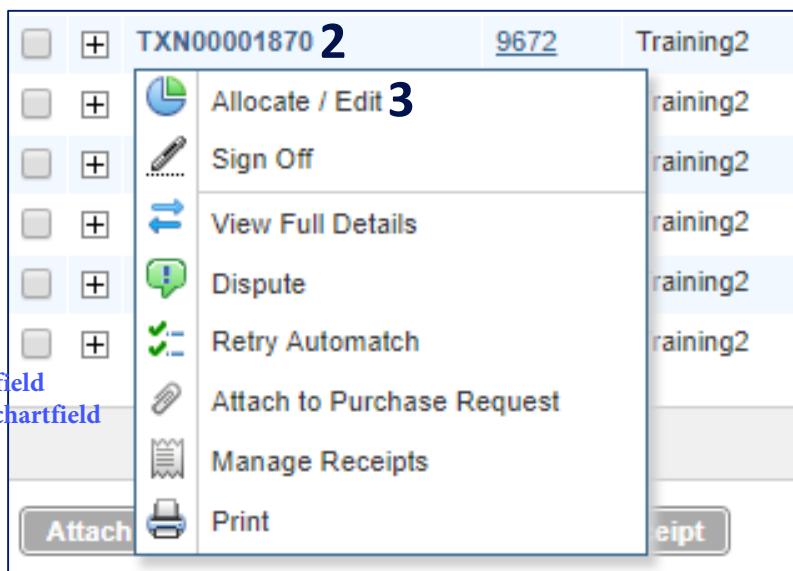 TXN00001870 2 9672 Training2
Allocate / Edit 3 raining2
Sign Off raining2
View Full Details raining2
Dispute raining2
Retry Automatch raining2
field
Attach to Purchase Request
chartfield
Manage Receipts
Attach Print eipt